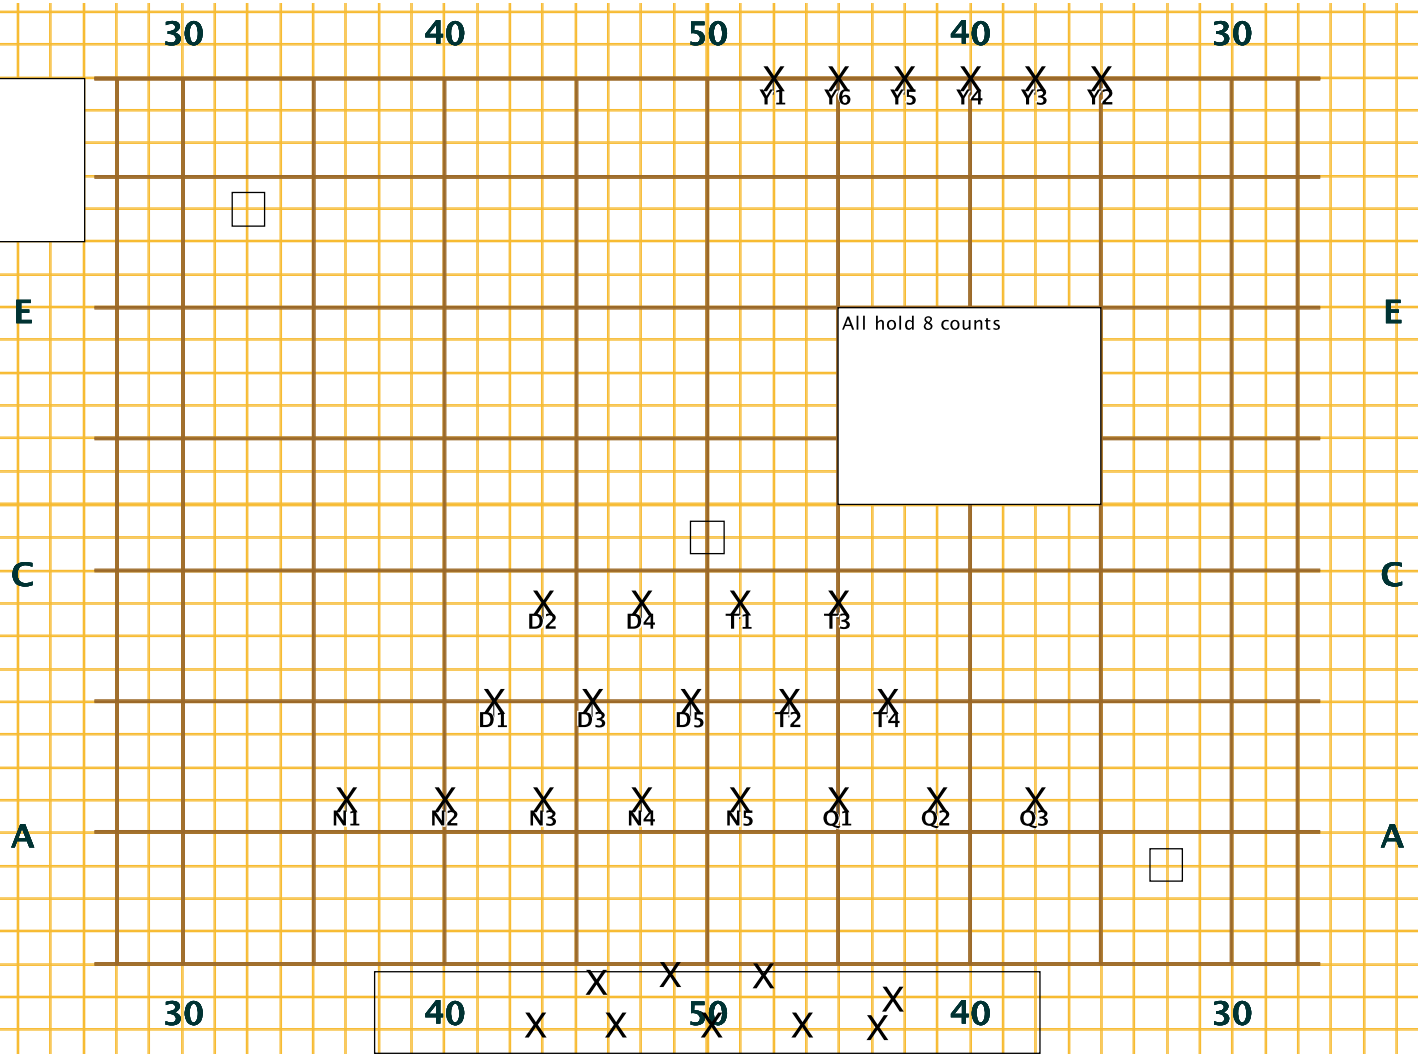 30 40 50 40 30
X X X X X X
Y1 Y6 Y5 Y4 Y3 Y2
E E
All hold 8 counts
C C
X X X X
D2 D4 T1 T3
X X X X X
D1 D3 D5 T2 T4
X X X X X X X X
N1 N2 N3 N4 N5 Q1 Q2 Q3
A A
X X X X
30 40 50 40 30
X X X X X